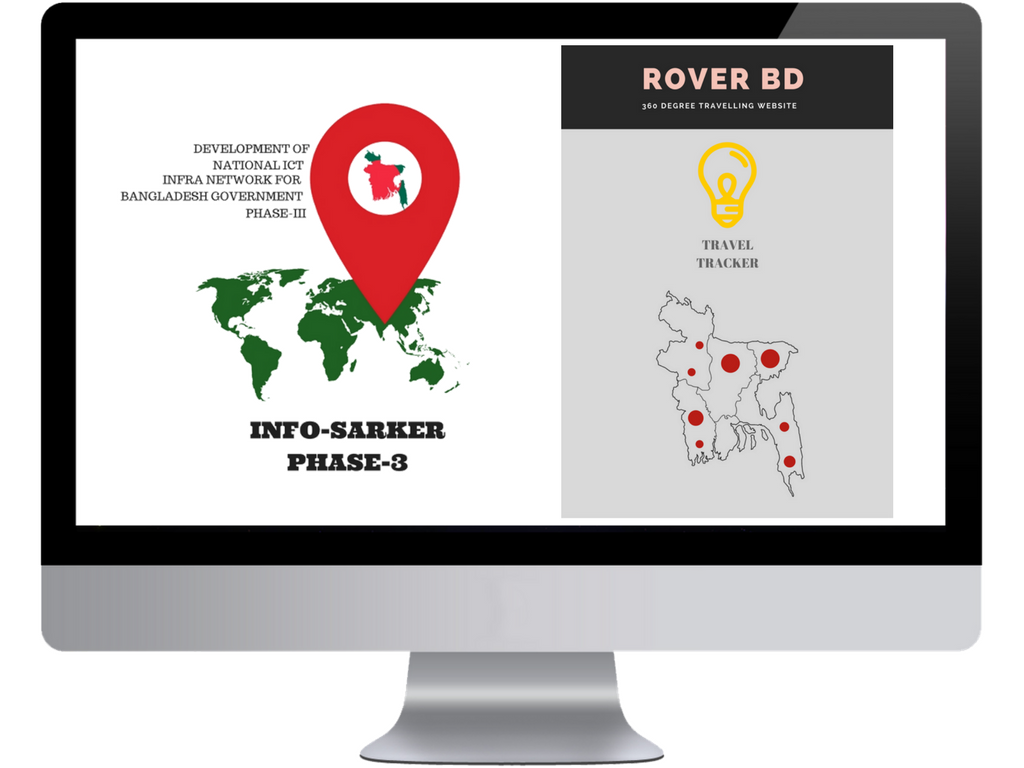 DEVELOPMENT OF
NATIONAL ICT
INFRA NETWORK FOR
BANGLADESH GOVERNMENT
PHASE-III
INFO-SARKER
PHASE-3
ROVER BD
360 DEGREE TRAVELLING WEBSITE
TRAVEL
TRACKER